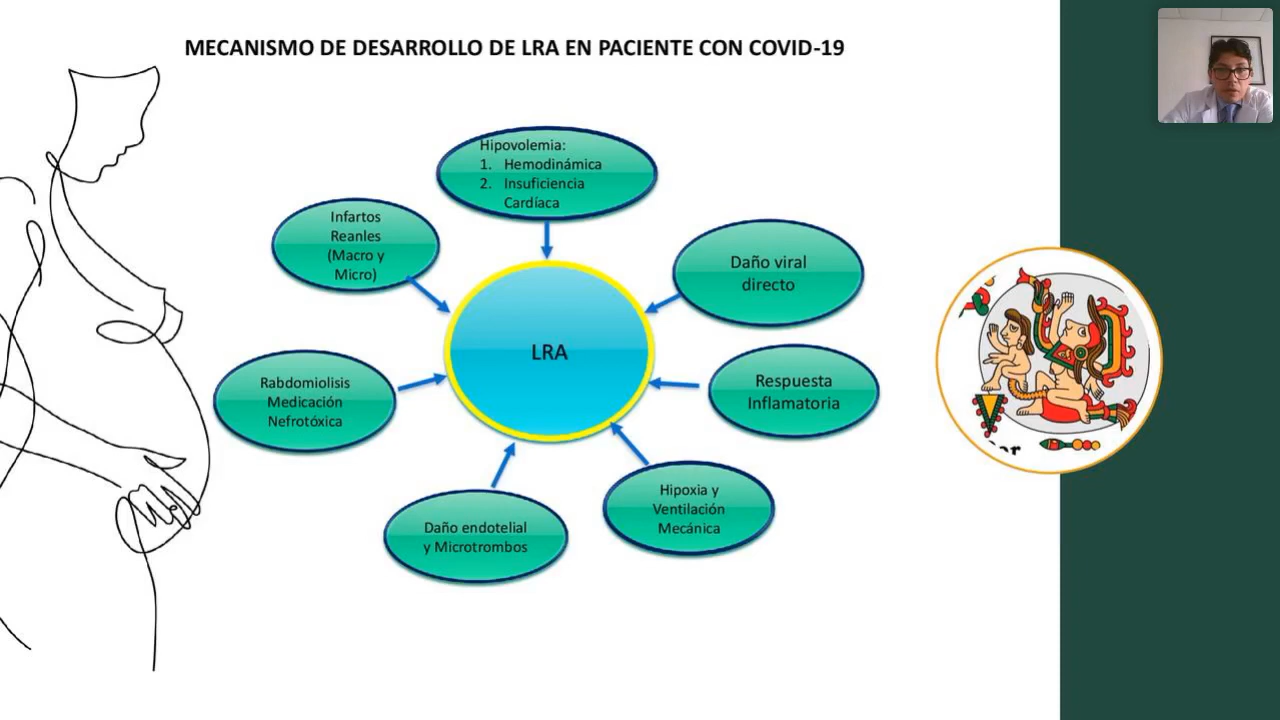 MECANISMO DE DESARROLLO DE LRA EN PACIENTE CON COVID-19
Hipovolemia:
1. Hemodinámica
2. Insuficiencia
Cardíaca
Infartos
Reanles
(Macro y
Micro)
Daño viral
directo
LRA
Rabdomiolisis
Medicación
Nefrotóxica
Respuesta
Inflamatoria
Hipoxia y
Ventilación
Mecánica
Daño endotelial
y Microtrombos